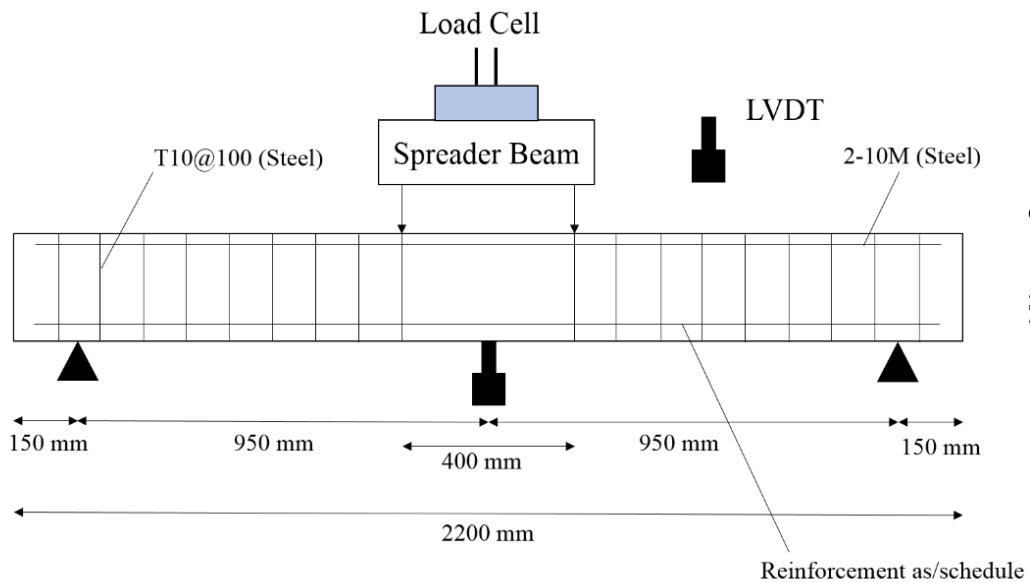 Load Cell
LVDT
Spreader Beam
T10@100 (Steel)
2-10M (Steel)
150 mm
950 mm
400 mm
950 mm
150 mm
2200 mm
Reinforcement as/schedule